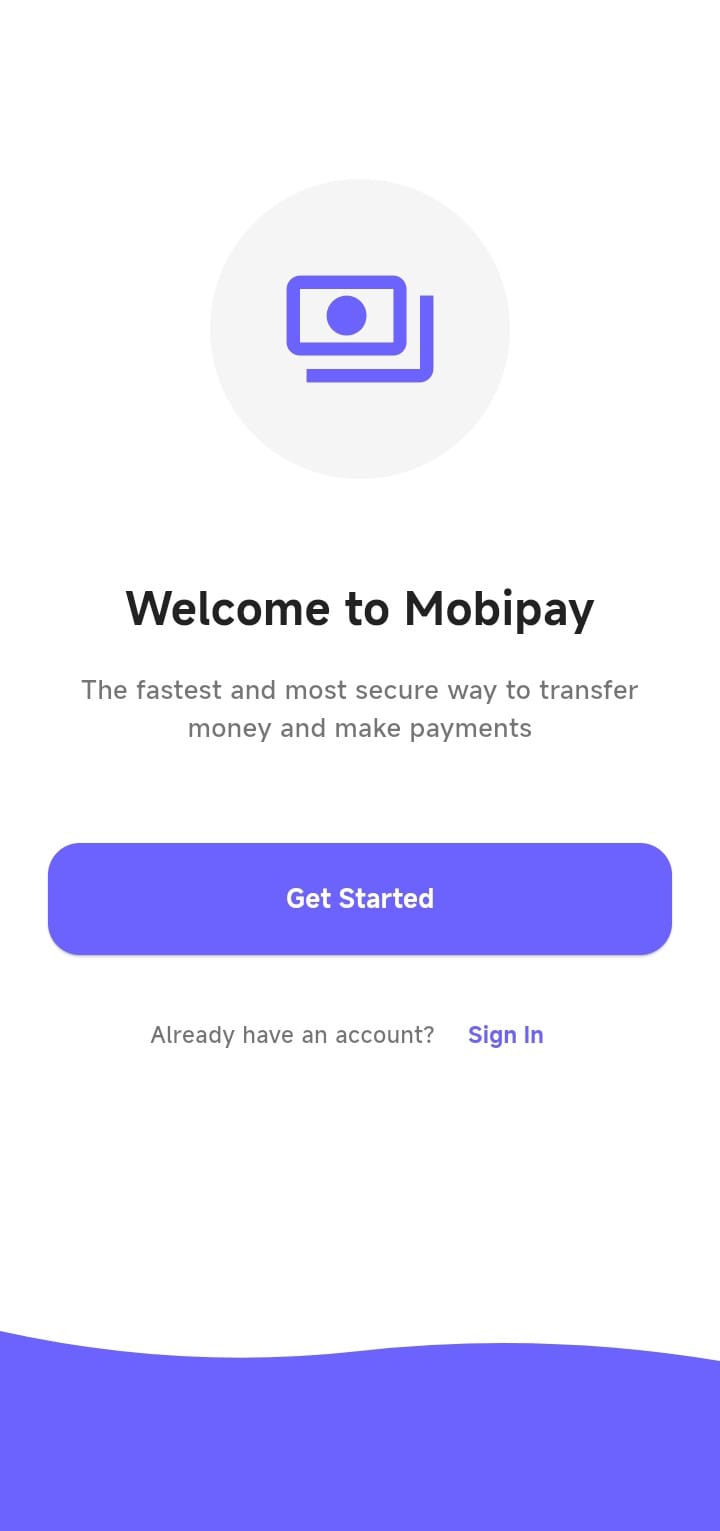 Welcome to Mobipay
The fastest and most secure way to transfer
money and make payments
Get Started
Already have an account? Sign In